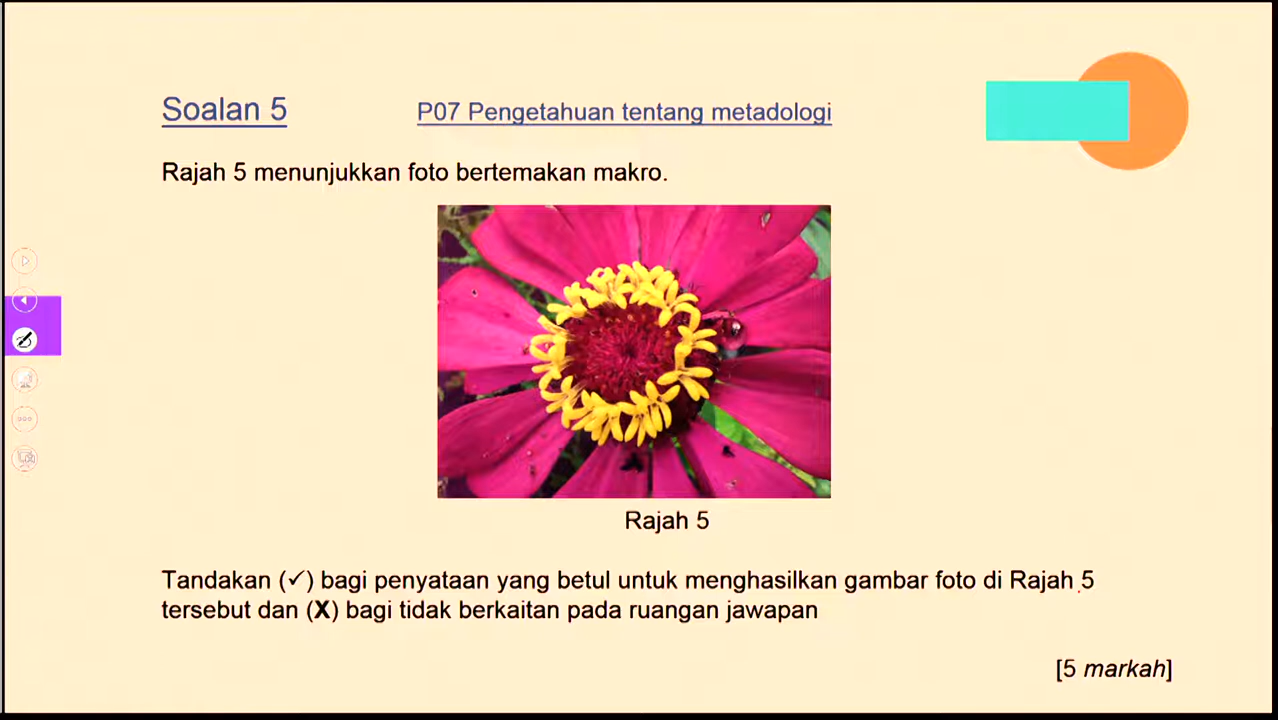 Soalan 5
P07 Pengetahuan tentang metadologi
Rajah 5 menunjukkan foto bertemakan makro.
Rajah 5
Tandakan (✓) bagi penyataan yang betul untuk menghasilkan gambar foto di Rajah 5
tersebut dan (X) bagi tidak berkaitan pada ruangan jawapan
[5 markah]